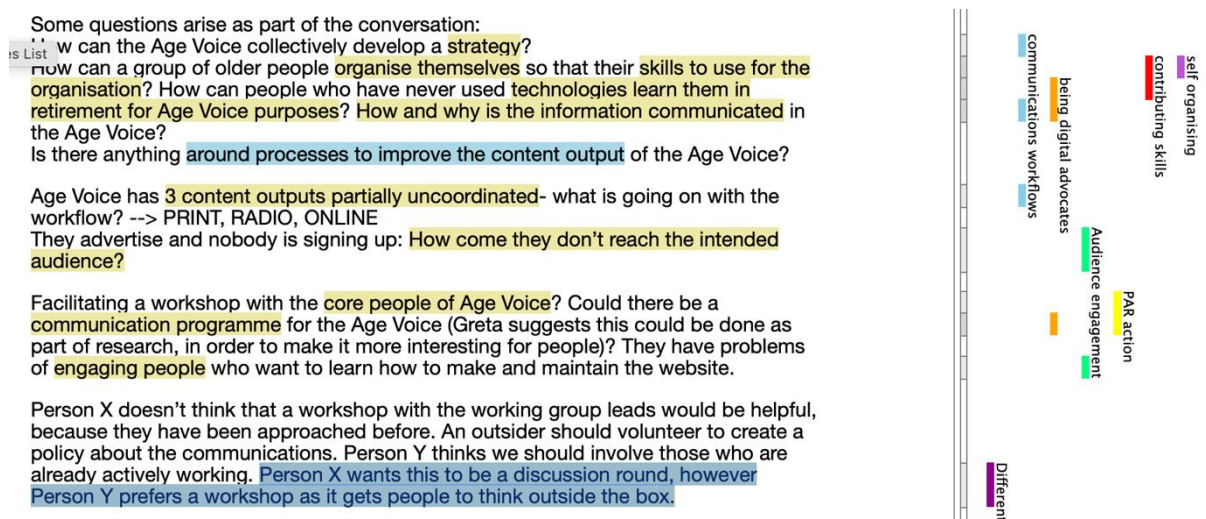 Some questions arise as part of the conversation:
How can the Age Voice collectively develop a strategy?
es List
How can a group of older people organise themselves so that their skills to use for the
organisation? How can people who have never used technologies learn them in
retirement for Age Voice purposes? How and why is the information communicated in
the Age Voice?
Is there anything around processes to improve the content output of the Age Voice?
Age Voice has 3 content outputs partially uncoordinated- what is going on with the
workflow? --> PRINT, RADIO, ONLINE
They advertise and nobody is signing up: How come they don’t reach the intended
audience?
Facilitating a workshop with the core people of Age Voice? Could there be a
communication programme for the Age Voice (Greta suggests this could be done as
part of research, in order to make it more interesting for people)? They have problems
of engaging people who want to learn how to make and maintain the website.
Person X doesn’t think that a workshop with the working group leads would be helpful,
because they have been approached before. An outsider should volunteer to create a
policy about the communications. Person Y thinks we should involve those who are
already actively working. Person X wants this to be a discussion round, however
Person Y prefers a workshop as it gets people to think outside the box.
communications workflows
being digital advocates
contributing skills
self organising
Audience engagement
PAR action
Different